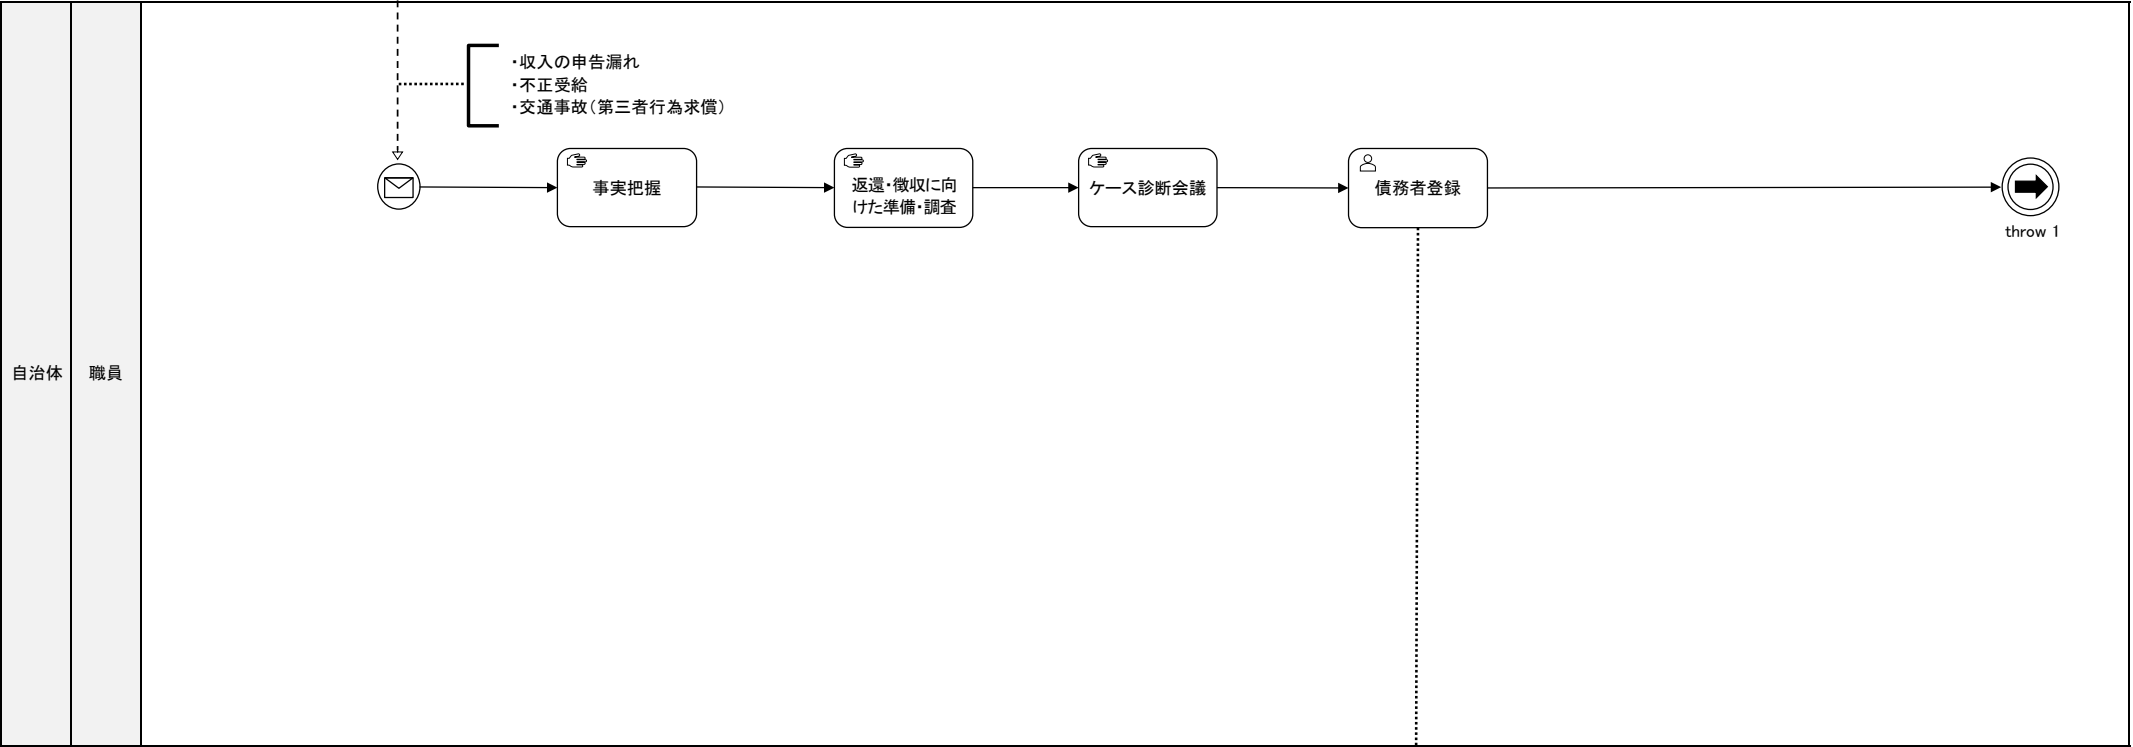 ・収入の申告漏れ
・不正受給
・交通事故(第三者行為求償)
事実把握
返還・徴収に向
けた準備・調査
ケース診断会議
債務者登録
throw 1
自治体
職員